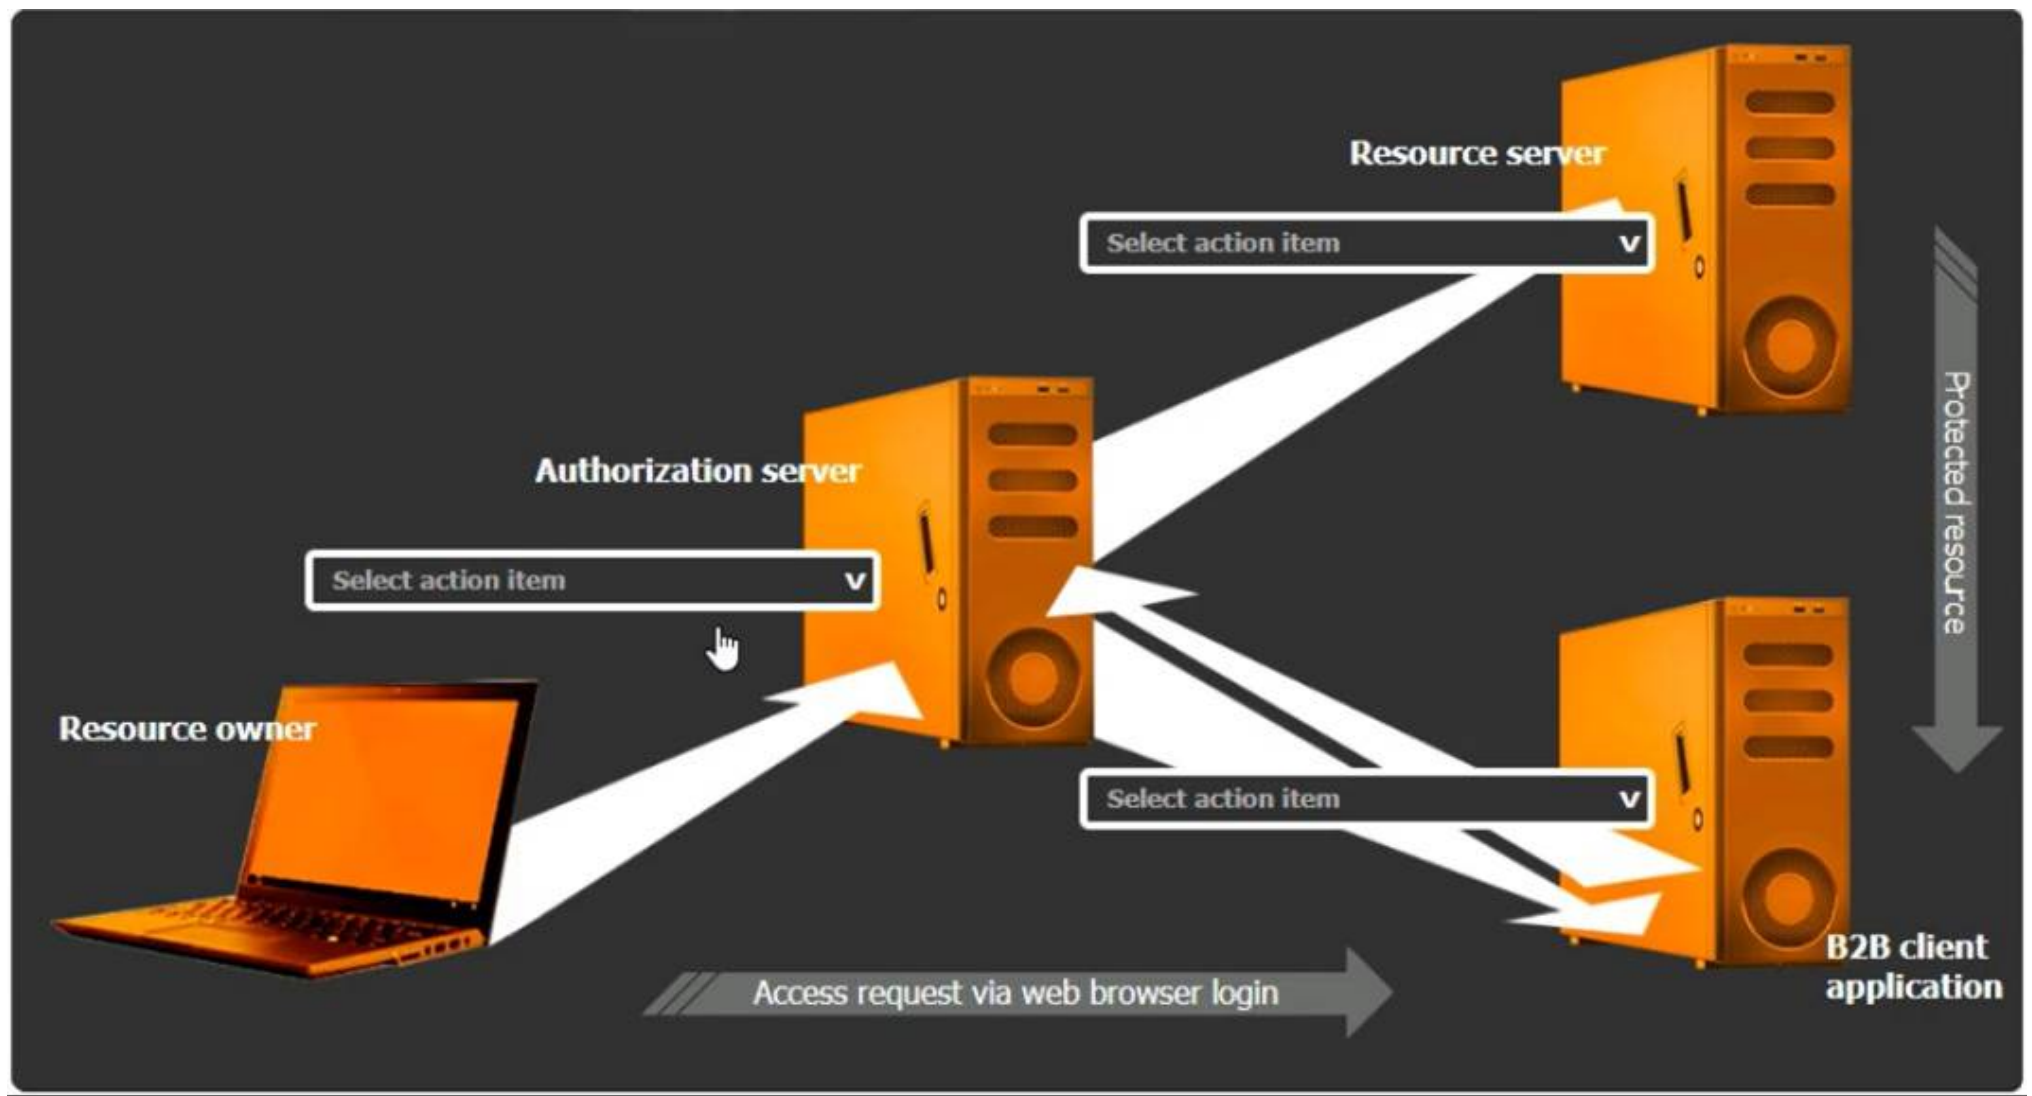 Resource server
Select action item v
Authorization server
Select action item v
Resource owner
Protected resource
Select action item v
B2B client
application
Access request via web browser login